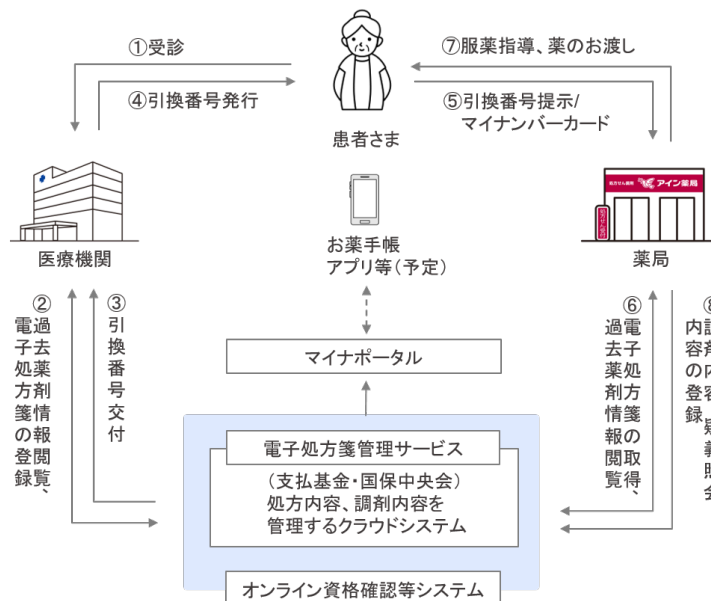 ①受診
④引換番号発行
⑦服薬指導、薬のお渡し
⑤引換番号提示/
マイナンバーカード
患者さま
アイン薬局
医療機関
お薬手帳
アプリ等(予定)
薬局
②過去薬剤情報閲覧、
電子処方箋の登録
③引換番号交付
⑥電子処方箋の取得、
過去薬剤情報閲覧
マイナポータル
電子処方箋管理サービス
(支払基金・国保中央会)
処方内容、調剤内容を
管理するクラウドシステム
オンライン資格確認等システム
内容の登録